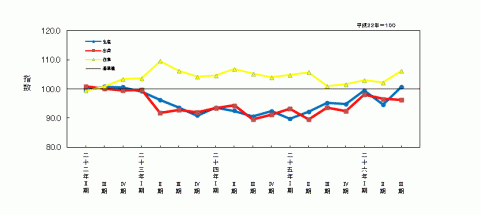 平成22年＝100
生産
出荷
在庫
基準値
指数
120.0
110.0
100.0
90.0
80.0
二十二年Ⅱ期
Ⅲ期
Ⅳ期
二十三年Ⅰ期
Ⅱ期
Ⅲ期
Ⅳ期
二十四年Ⅰ期
Ⅱ期
Ⅲ期
Ⅳ期
二十五年Ⅰ期
Ⅱ期
Ⅲ期
Ⅳ期
二十六年Ⅰ期
Ⅱ期
Ⅲ期